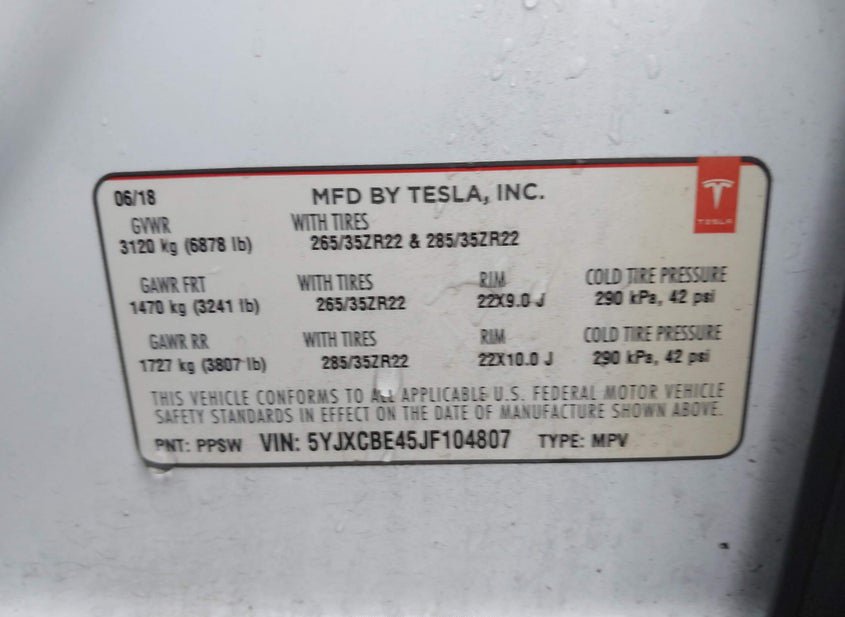 06/18 MFD BY TESLA, INC.
TESLA
GVWR WITH TIRES
3120 kg (6878 lb) 265/35ZR22 & 285/35ZR22
GAWR FRT WITH TIRES RIM COLD TIRE PRESSURE
1470 kg (3241 lb) 265/35ZR22 22X9.0 J 290 kPa, 42 psi
GAWR RR WITH TIRES RIM COLD TIRE PRESSURE
1727 kg (3807 lb) 285/35ZR22 22X10.0 J 290 kPa, 42 psi
THIS VEHICLE CONFORMS TO ALL APPLICABLE U.S. FEDERAL MOTOR VEHICLE
SAFETY STANDARDS IN EFFECT ON THE DATE OF MANUFACTURE SHOWN ABOVE.
PNT: PPSW VIN: 5YJXCBE45JF104807 TYPE: MPV